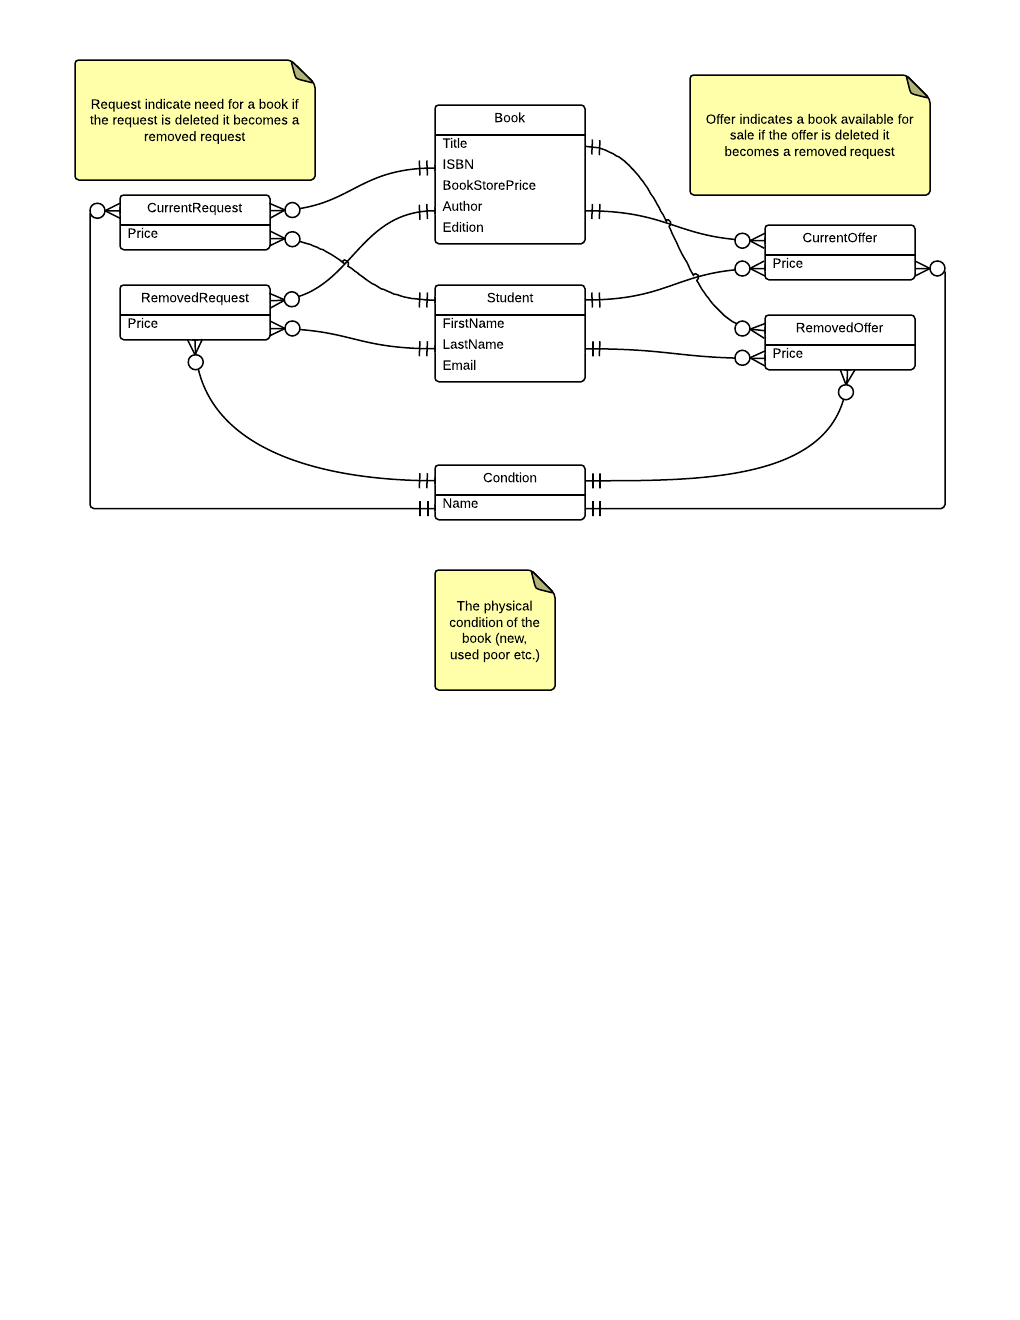 Request indicate need for a book if
the request is deleted it becomes a
removed request
Offer indicates a book available for
sale if the offer is deleted it
becomes a removed request
Book
Title
ISBN
BookStorePrice
Author
Edition
CurrentRequest
Price
RemovedRequest
Price
Student
FirstName
LastName
Email
CurrentOffer
Price
RemovedOffer
Price
Condtion
Name
The physical
condition of the
book (new,
used poor etc.)